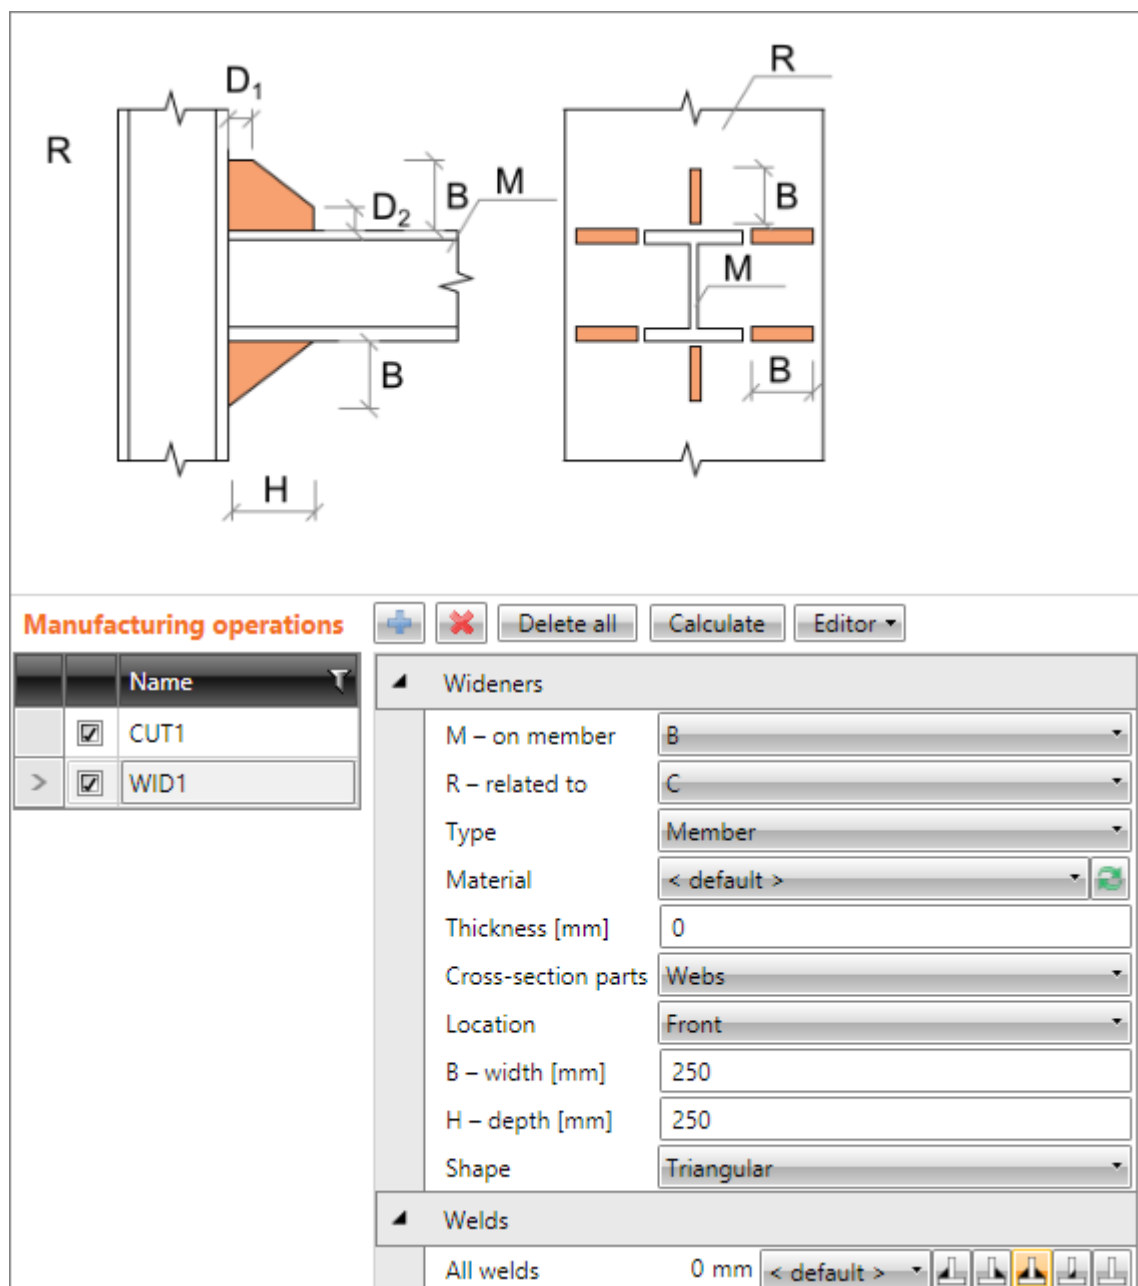 R
D1
R
B
M
D2
B
M
B
B
H
Manufacturing operations Delete all Calculate Editor
Name
CUT1
WID1
Wideners
M – on member B
R – related to C
Type Member
Material < default >
Thickness [mm] 0
Cross-section parts Webs
Location Front
B – width [mm] 250
H – depth [mm] 250
Shape Triangular
Welds
All welds 0 mm < default >